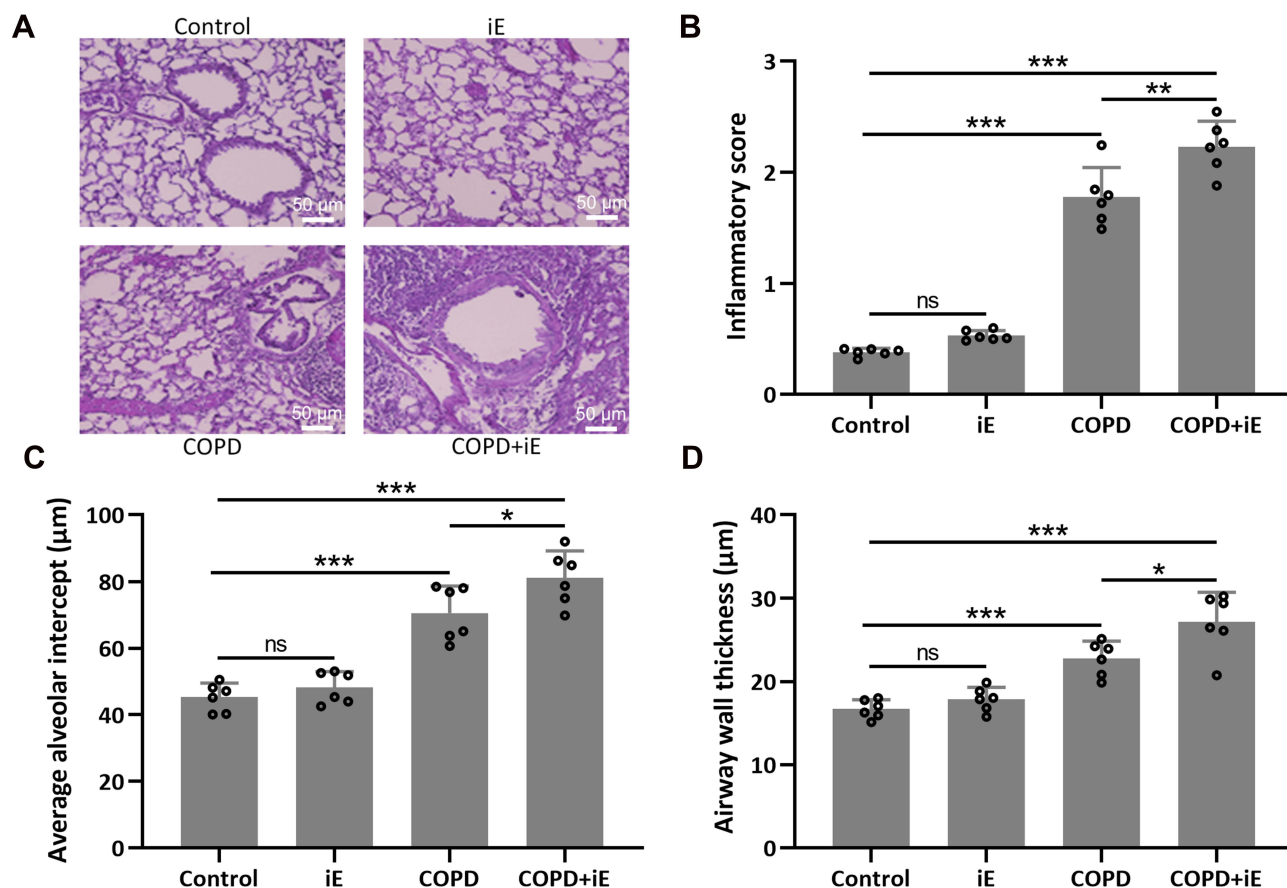 A
Control
iE
50 μm
50 μm
50 μm
50 μm
COPD
COPD+iE
B
Inflammatory score
3
2
1
0
***
**
***
ns
Control
iE
COPD
COPD+iE
C
Average alveolar intercept (μm)
100
80
60
40
20
0
***
*
***
ns
Control
iE
COPD
COPD+iE
D
Airway wall thickness (μm)
40
30
20
10
0
***
*
***
ns
Control
iE
COPD
COPD+iE